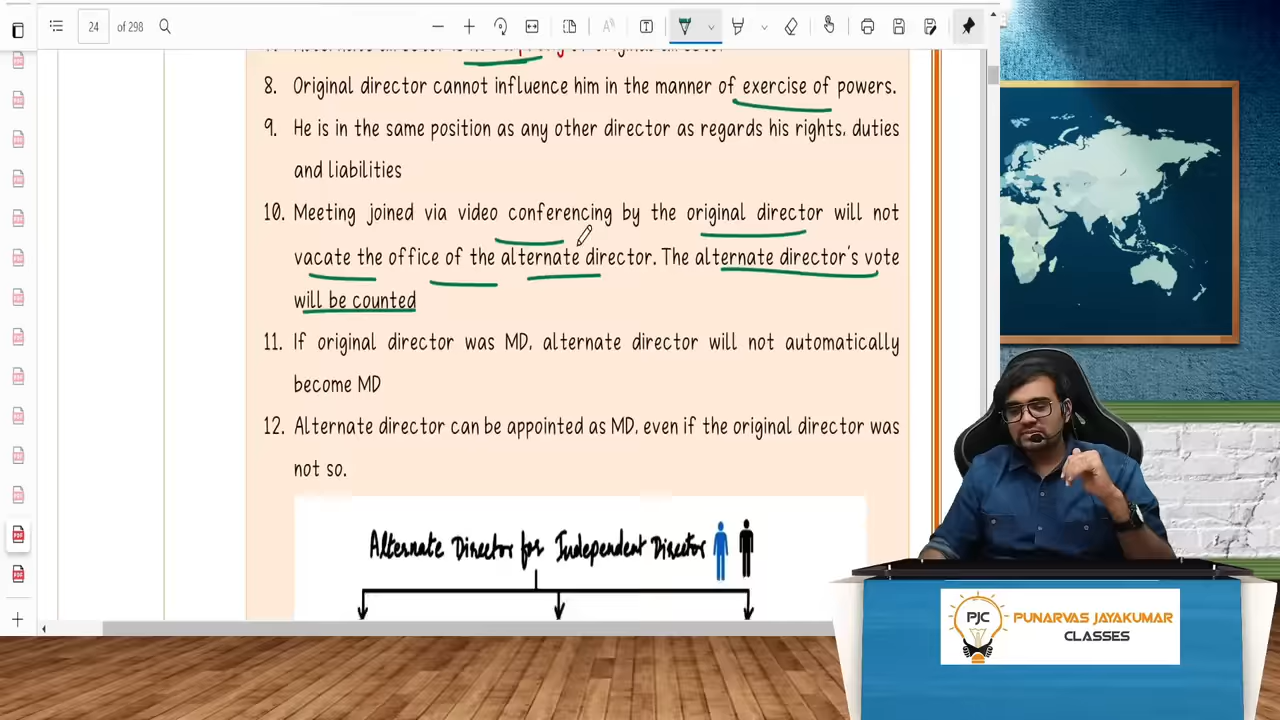 24 of 298
8. Original director cannot influence him in the manner of exercise of powers.
9. He is in the same position as any other director as regards his rights, duties
and liabilities
10. Meeting joined via video conferencing by the original director will not
vacate the office of the alternate director. The alternate director's vote
will be counted
11. If original director was MD, alternate director will not automatically
become MD
12. Alternate director can be appointed as MD, even if the original director was
not so.
Alternate Director for Independent Director
PJC PUNARVAS JAYAKUMAR
CLASSES